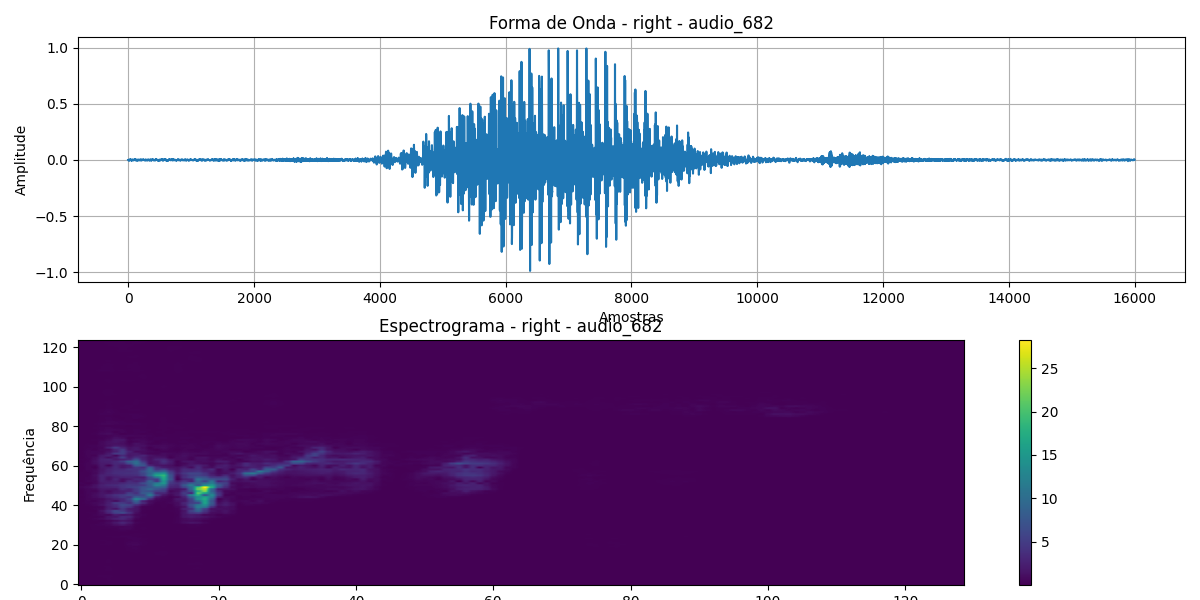 Forma de Onda - right - audio_682
1.0
0.5
0.0
−0.5
−1.0
Amplitude
0 2000 4000 6000 8000 10000 12000 14000 16000
Amostras
Espectrograma - right - audio_682
120
100
80
60
40
20
0
Frequência
25
20
15
10
5
0 20 40 60 80 100 120